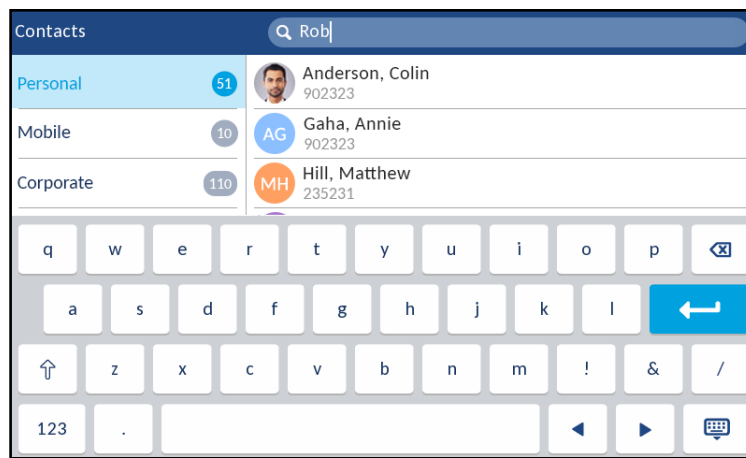 Contacts
Rob
Personal 51
Mobile 10
Corporate 110
Anderson, Colin
902323
AG Gaha, Annie
902323
MH Hill, Matthew
235231
q w e r t y u i o p
a s d f g h j k l
z x c v b n m ! & /
123 .